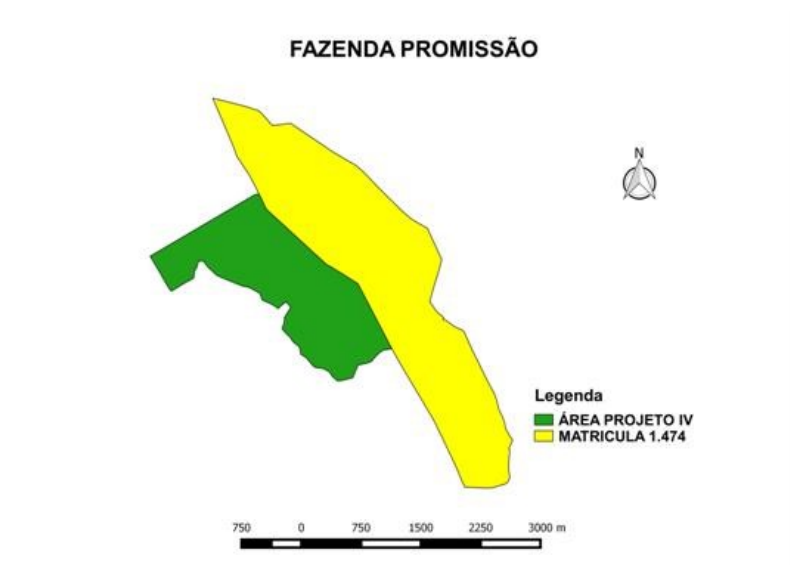 FAZENDA PROMISSÃO
N
Legenda
ÁREA PROJETO IV
MATRICULA 1.474
750 0 750 1500 2250 3000 m